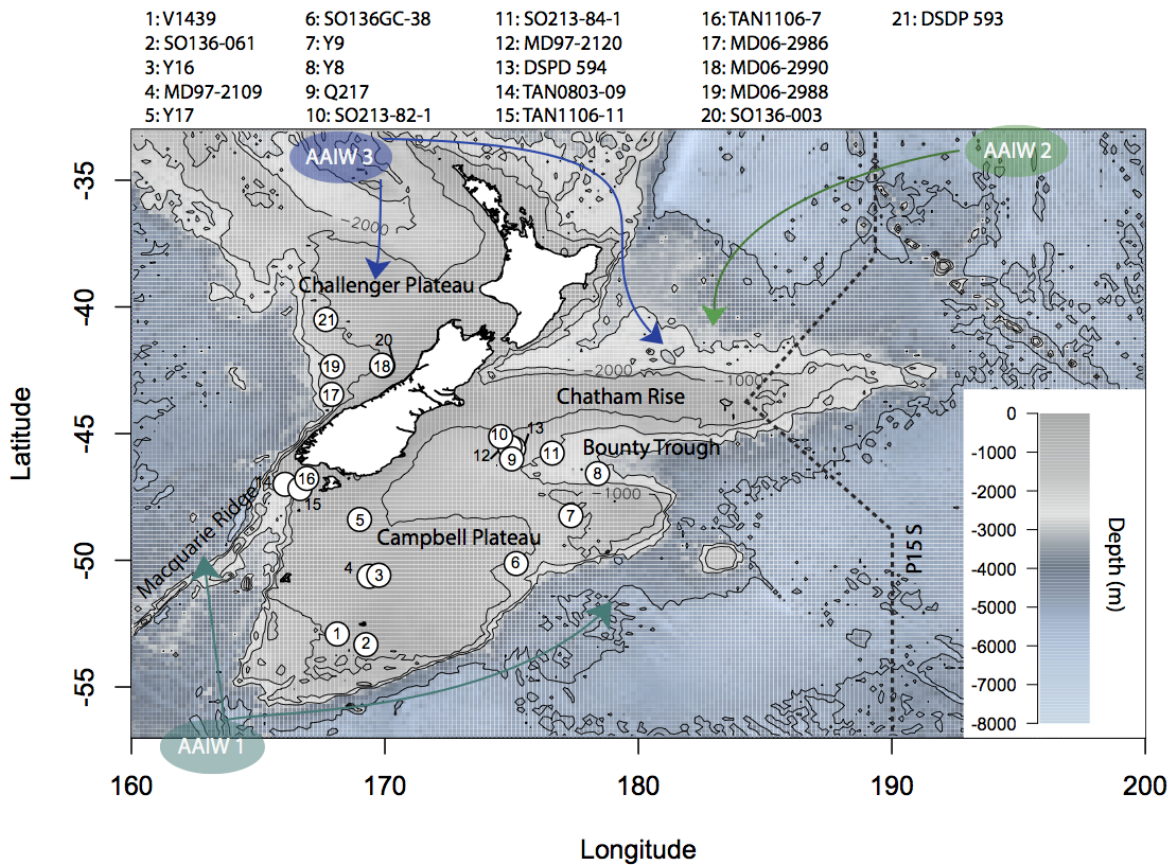 1: V1439 6: SO136GC-38 11: SO213-84-1 16: TAN1106-7 21: DSDP 593
2: SO136-061 7: Y9 12: MD97-2120 17: MD06-2986
3: Y16 8: Y8 13: DSPD 594 18: MD06-2990
4: MD97-2109 9: Q217 14: TAN0803-09 19: MD06-2988
5: Y17 10: SO213-82-1 15: TAN1106-11 20: SO136-003
AAIW 3
AAIW 2
-35
-2000
Challenger Plateau
-40
21
20
19
18
-2000
-1000
17
Chatham Rise
-45
10
13
Bounty Trough
12
9
11
8
14
16
15
-1000
5
7
Campbell Plateau
Macquarie Ridge
-50
4
3
6
P15 S
1
2
-55
AAIW 1
0
-1000
-2000
-3000
-4000
-5000
-6000
-7000
-8000
Depth (m)
Latitude
160
170
180
190
200
Longitude